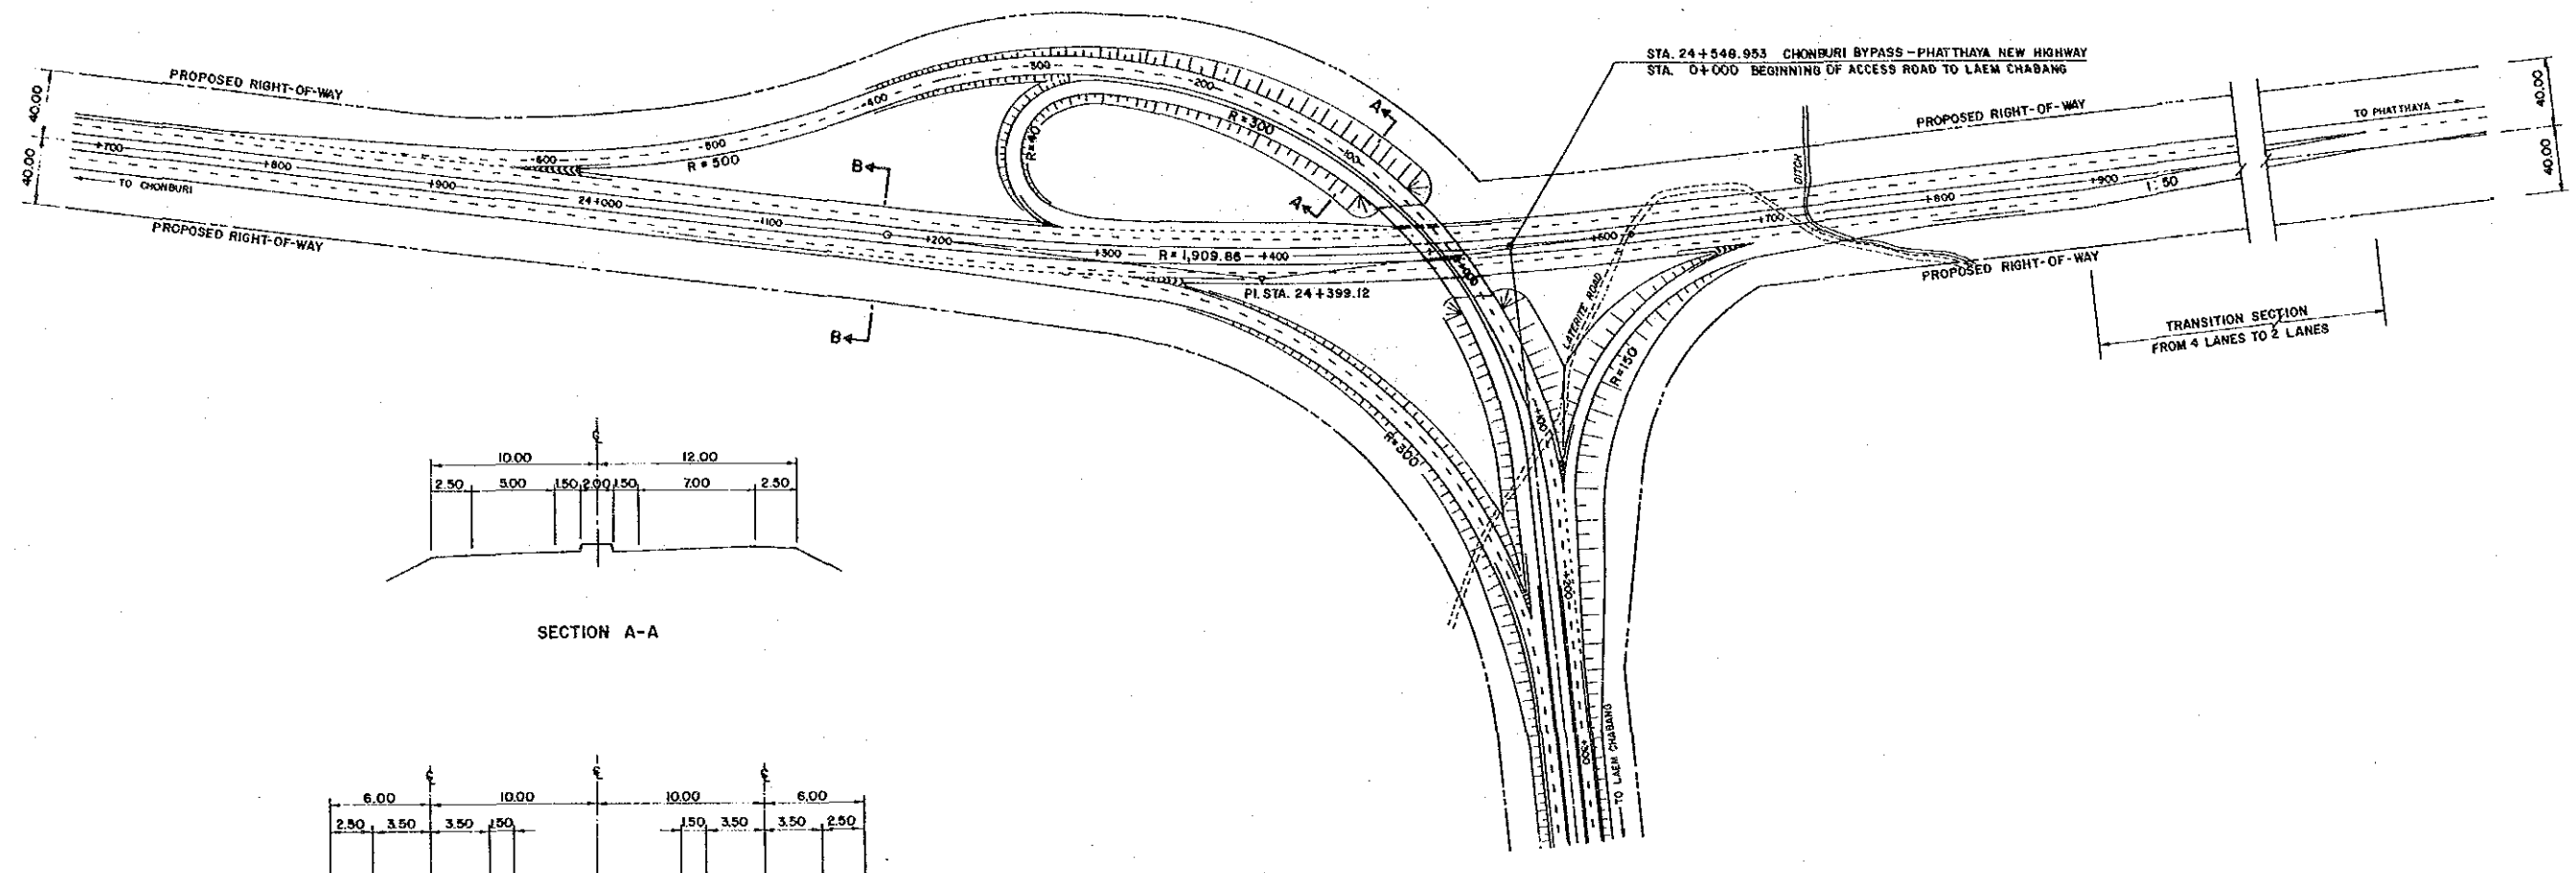 STA. 24+548.953 CHONBURI BYPASS-PHATTHAYA NEW HIGHWAY
STA. 0+000 BEGINNING OF ACCESS ROAD TO LAEM CHABANG
PROPOSED RIGHT-OF-WAY
40.00
40.00
+700
+800
+900
24+000
+100
+200
+300
R=1,909.86
+400
+600
+700
+800
+900
1:50
TO CHONBURI
PROPOSED RIGHT-OF-WAY
-600
-500
-400
-300
-200
-100
R=500
R=40
R=300
A
A
B
B
PI. STA. 24+399.12
PROPOSED RIGHT-OF-WAY
TO PHATTHAYA
40.00
40.00
DITCH
PROPOSED RIGHT-OF-WAY
LATERITE ROAD
R=150
R=300
0+000
+100
+200
+300
TO LAEM CHABANG
TRANSITION SECTION
FROM 4 LANES TO 2 LANES
10.00 12.00
2.50 5.00 1.50 2.00 1.50 7.00 2.50
SECTION A-A
6.00 10.00 10.00 6.00
2.50 3.50 3.50 1.50 1.50 3.50 3.50 2.50